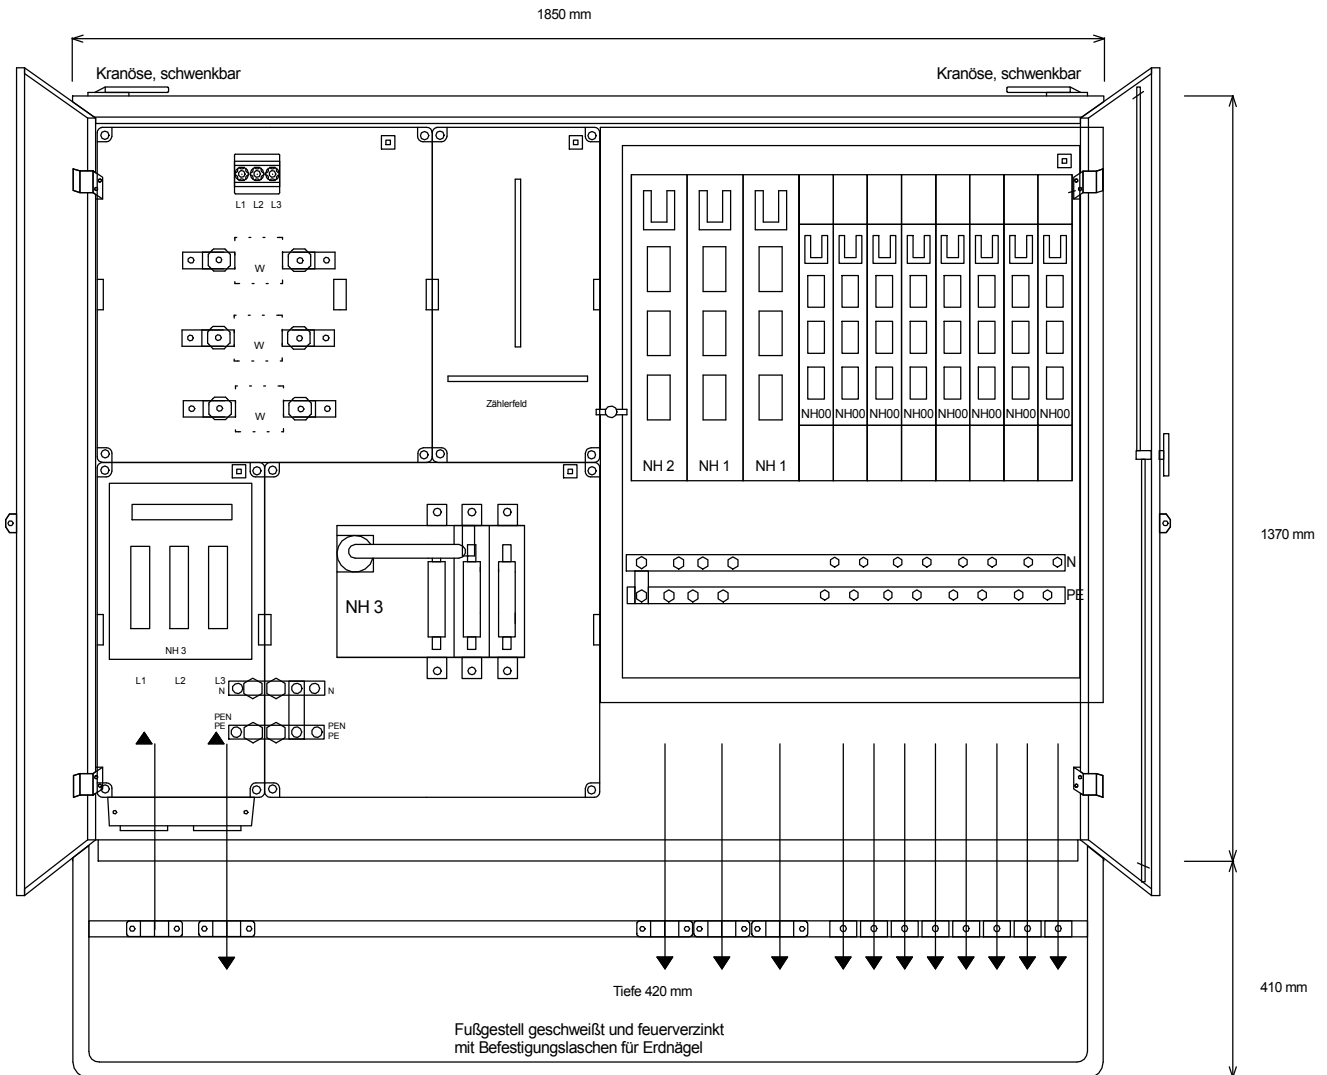 1850 mm
Kranöse, schwenkbar
Kranöse, schwenkbar
L1 L2 L3
W
W
W
Zählerfeld
NH 2
NH 1
NH 1
NH00 NH00 NH00 NH00 NH00 NH00 NH00 NH00
1370 mm
N
PE
NH 3
NH 3
L1
L2
L3
N
N
PEN
PE
PEN
PE
Tiefe 420 mm
410 mm
Fußgestell geschweißt und feuerverzinkt
mit Befestigungslaschen für Erdnägel